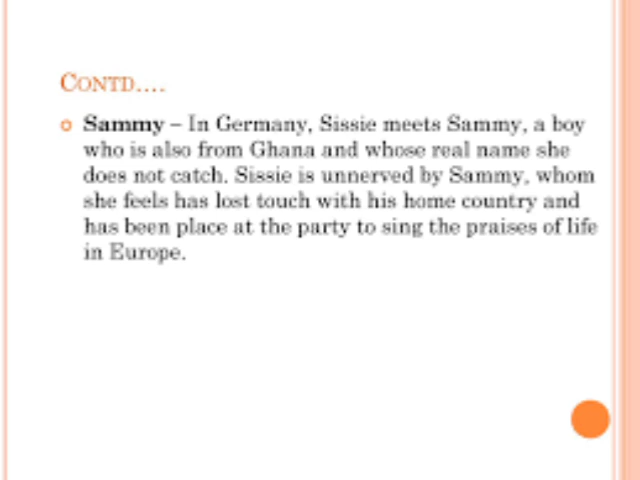 CONTD....
Sammy – In Germany, Sissie meets Sammy, a boy
who is also from Ghana and whose real name she
does not catch. Sissie is unnerved by Sammy, whom
she feels has lost touch with his home country and
has been place at the party to sing the praises of life
in Europe.